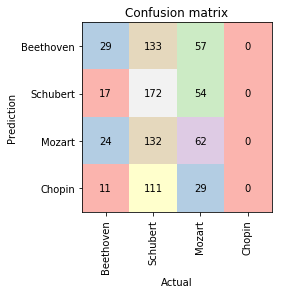 Confusion matrix
Prediction
Beethoven 29 133 57 0
Schubert 17 172 54 0
Mozart 24 132 62 0
Chopin 11 111 29 0
Beethoven Schubert Mozart Chopin
Actual